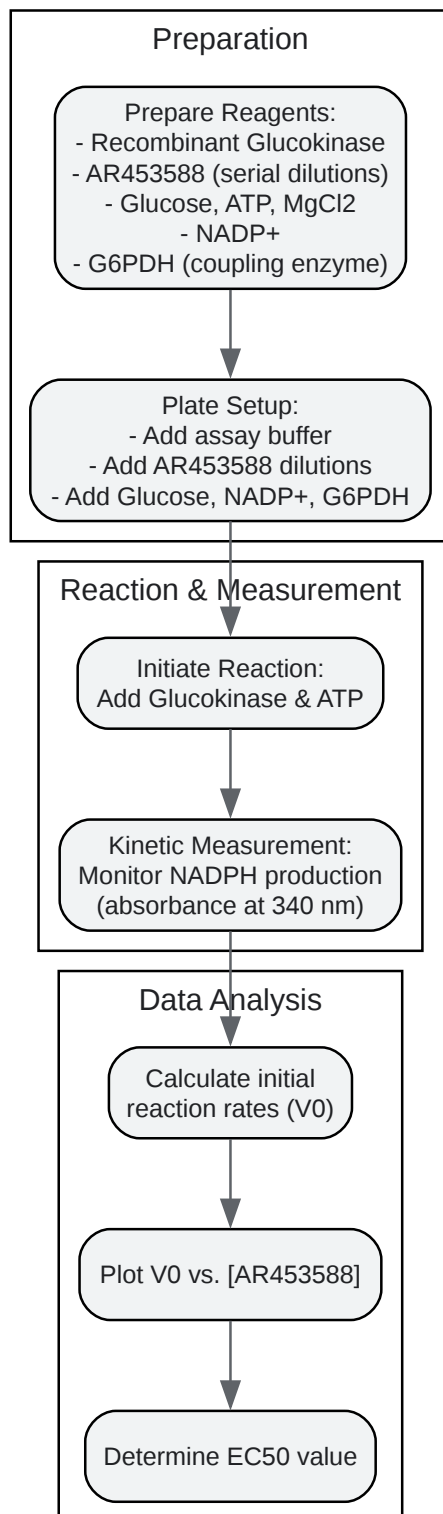 Preparation
Prepare Reagents:
- Recombinant Glucokinase
- AR453588 (serial dilutions)
- Glucose, ATP, MgCl2
- NADP+
- G6PDH (coupling enzyme)
Plate Setup:
- Add assay buffer
- Add AR453588 dilutions
- Add Glucose, NADP+, G6PDH
Reaction & Measurement
Initiate Reaction:
Add Glucokinase & ATP
Kinetic Measurement:
Monitor NADPH production
(absorbance at 340 nm)
Data Analysis
Calculate initial
reaction rates (V0)
Plot V0 vs. [AR453588]
Determine EC50 value